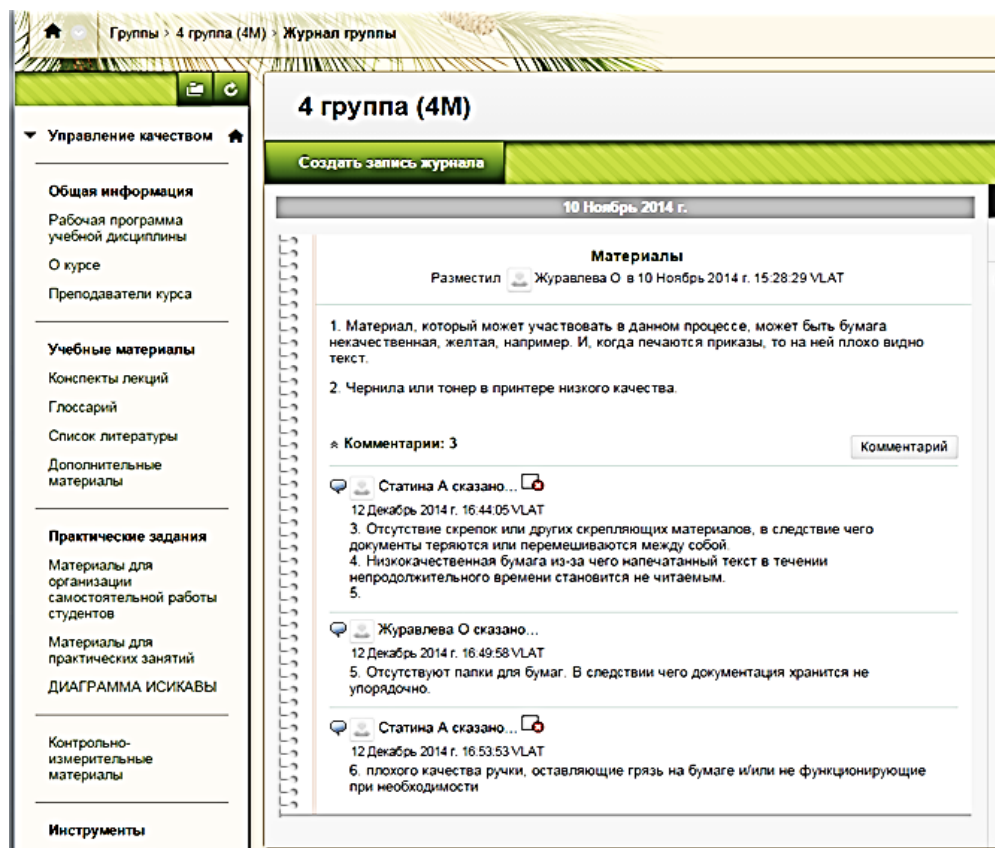 Группы > 4 группа (4М) > Журнал группы
Управление качеством
Общая информация
Рабочая программа
учебной дисциплины
О курсе
Преподаватели курса
Учебные материалы
Конспекты лекций
Глоссарий
Список литературы
Дополнительные
материалы
Практические задания
Материалы для
организации
самостоятельной работы
студентов
Материалы для
практических занятий
ДИАГРАММА ИСИКАВЫ
Контрольно-
измерительные
материалы
Инструменты
4 группа (4М)
Создать запись журнала
10 Ноябрь 2014 г.
Материалы
Разместил Журавлева О в 10 Ноябрь 2014 г. 15:28:29 VLAT
1. Материал, который может участвовать в данном процессе, может быть бумага
некачественная, желтая, например. И, когда печаются приказы, то на ней плохо видно
текст.
2. Чернила или тонер в принтере низкого качества.
Комментарии: 3
Комментарий
Статина А сказано...
12 Декабрь 2014 г. 16:44:05 VLAT
3. Отсутствие скрепок или других скрепляющих материалов, в следствие чего
документы теряются или перемешиваются между собой.
4. Низкокачественная бумага из-за чего напечатанный текст в течении
непродолжительного времени становится не читаемым.
5.
Журавлева О сказано...
12 Декабрь 2014 г. 16:49:58 VLAT
5. Отсутствуют папки для бумаг. В следствии чего документация хранится не
упорядочно.
Статина А сказано...
12 Декабрь 2014 г. 16:53:53 VLAT
6. плохого качества ручки, оставляющие грязь на бумаге и/или не функционирующие
при необходимости